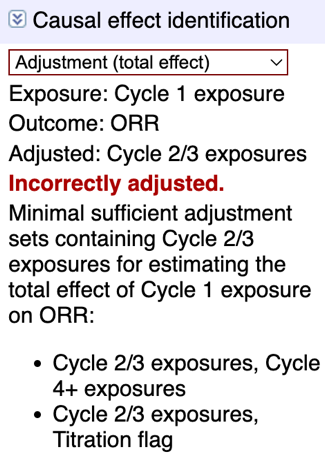 Causal effect identification
Adjustment (total effect)
Exposure: Cycle 1 exposure
Outcome: ORR
Adjusted: Cycle 2/3 exposures
Incorrectly adjusted.
Minimal sufficient adjustment
sets containing Cycle 2/3
exposures for estimating the
total effect of Cycle 1 exposure
on ORR:
• Cycle 2/3 exposures, Cycle
4+ exposures
• Cycle 2/3 exposures,
Titration flag